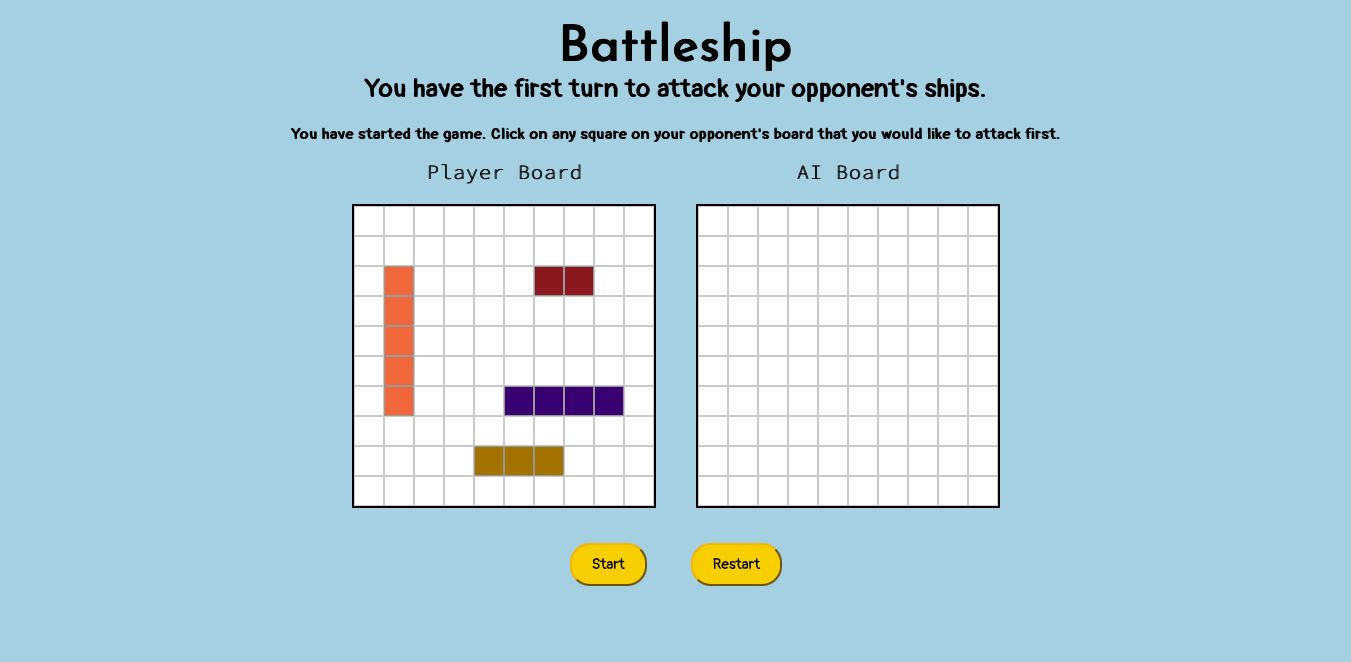 Battleship
You have the first turn to attack your opponent's ships.
You have started the game. Click on any square on your opponent's board that you would like to attack first.
Player Board
AI Board
Start
Restart